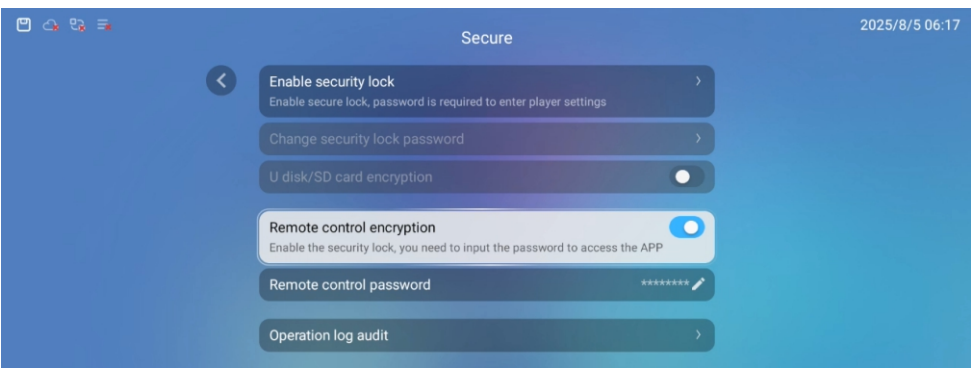 2025/8/5 06:17
Secure
Enable security lock
Enable secure lock, password is required to enter player settings
Change security lock password
U disk/SD card encryption
Remote control encryption
Enable the security lock, you need to input the password to access the APP
Remote control password ********
Operation log audit